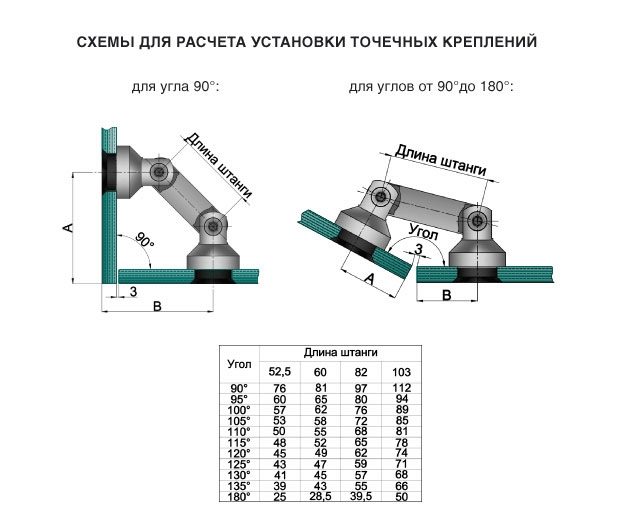 СХЕМЫ ДЛЯ РАСЧЕТА УСТАНОВКИ ТОЧЕЧНЫХ КРЕПЛЕНИЙ
для угла 90°:
для углов от 90°до 180°:
Длина штанги
A
90°
3
B
Длина штанги
Угол
3
A
B
Угол Длина штанги
52,5 60 82 103
90° 76 81 97 112
95° 60 65 80 94
100° 57 62 76 89
105° 53 58 72 85
110° 50 55 68 81
115° 48 52 65 78
120° 45 49 62 74
125° 43 47 59 71
130° 41 45 57 68
135° 39 43 55 66
180° 25 28,5 39,5 50